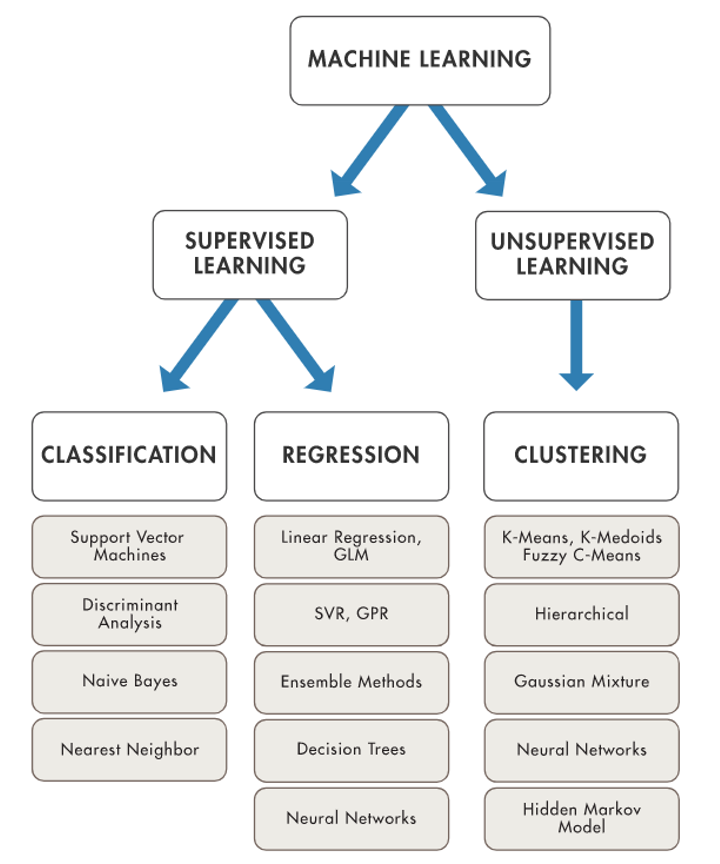 MACHINE LEARNING
SUPERVISED
LEARNING
UNSUPERVISED
LEARNING
CLASSIFICATION
Support Vector
Machines
Discriminant
Analysis
Naive Bayes
Nearest Neighbor
REGRESSION
Linear Regression,
GLM
SVR, GPR
Ensemble Methods
Decision Trees
Neural Networks
CLUSTERING
K-Means, K-Medoids
Fuzzy C-Means
Hierarchical
Gaussian Mixture
Neural Networks
Hidden Markov
Model